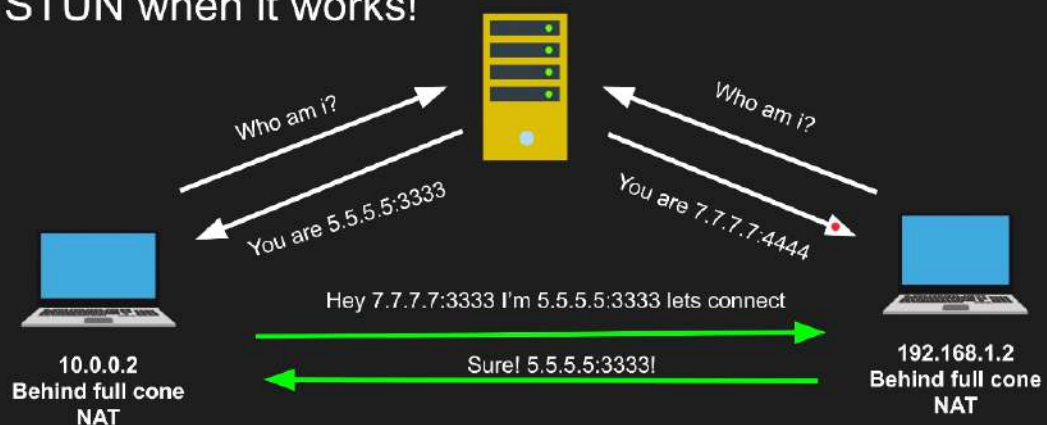 STUN when it works!
Who am i?
Who am i?
You are 5.5.5.5:3333
You are 7.7.7.7:4444
Hey 7.7.7.7:3333 I'm 5.5.5.5:3333 lets connect
Sure! 5.5.5.5:3333!
10.0.0.2
Behind full cone
NAT
192.168.1.2
Behind full cone
NAT